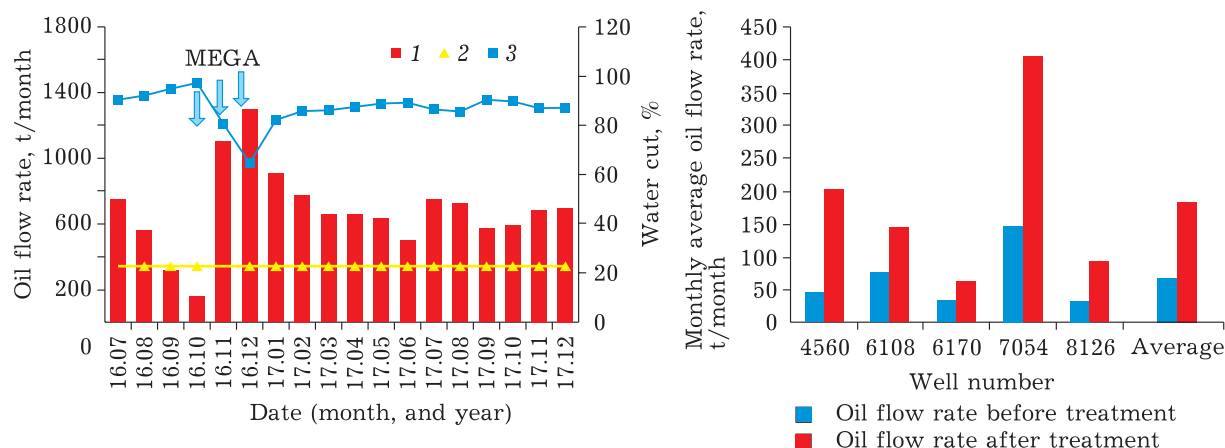 Oil flow rate, t/month
1800
1400
1000
600
200
0
MEGA
1 2 3
120
100
80
60
40
20
0
Water cut, %
16.07 16.08 16.09 16.10 16.11 16.12 17.01 17.02 17.03 17.04 17.05 17.06 17.07 17.08 17.09 17.10 17.11 17.12
Date (month, and year)
Monthly average oil flow rate,
t/month
450
400
350
300
250
200
150
100
50
0
4560 6108 6170 7054 8126 Average
Well number
Oil flow rate before treatment
Oil flow rate after treatment